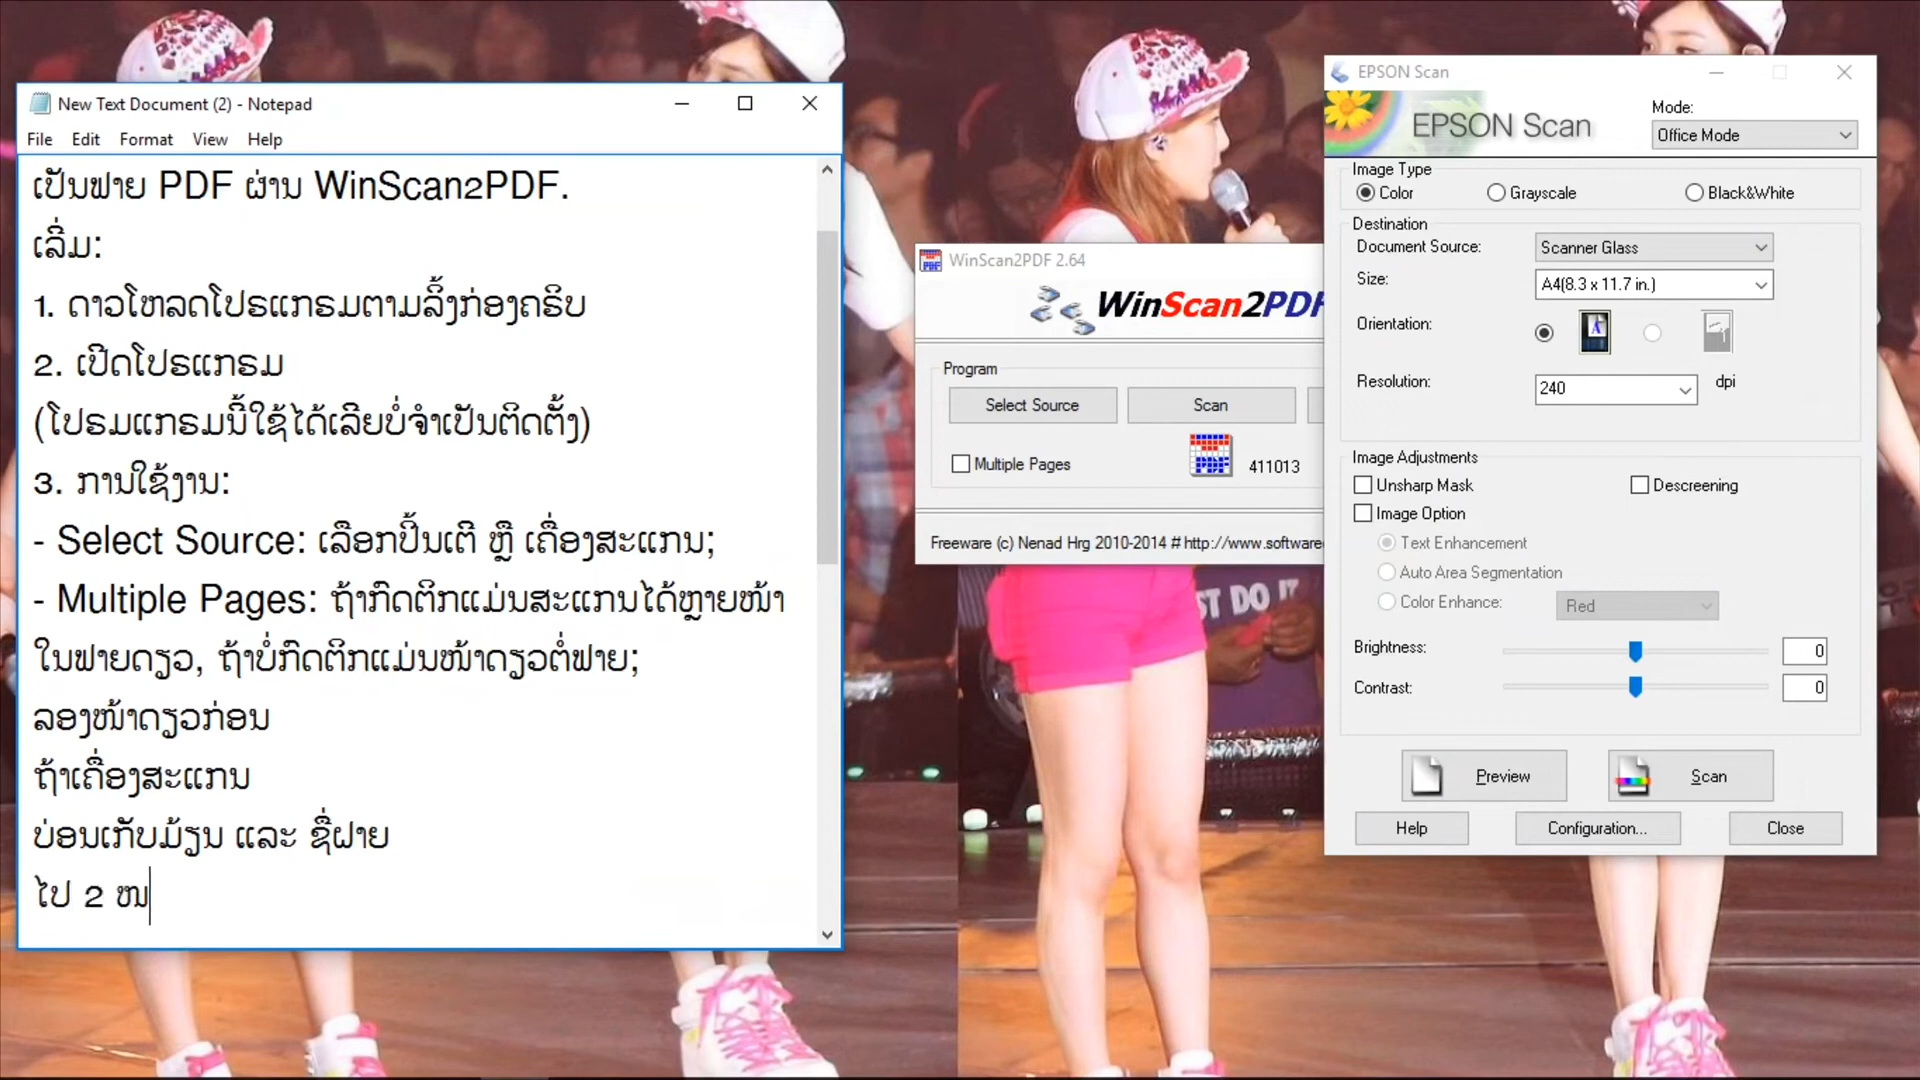 New Text Document (2) - Notepad
File Edit Format View Help
ເປັນຟາຍ PDF ຜ່ານ WinScan2PDF.
ເລີ່ມ:
1. ດາວໂຫລດໂປຣແກຣມຕາມລິ້ງກ່ອງຄຣິບ
2. ເປີດໂປຣແກຣມ
(ໂປຣມແກຣມນີ້ໃຊ້ໄດ້ເລີຍບໍ່ຈຳເປັນຕິດຕັ້ງ)
3. ການໃຊ້ງານ:
- Select Source: ເລືອກປິ້ນເຕີ ຫຼື ເຄື່ອງສະແກນ;
- Multiple Pages: ຖ້າກົດຕິກແມ່ນສະແກນໄດ້ຫຼາຍໜ້າ
ໃນຟາຍດຽວ, ຖ້າບໍ່ກົດຕິກແມ່ນໜ້າດຽວຕໍ່ຟາຍ;
ລອງໜ້າດຽວກ່ອນ
ຖ້າເຄື່ອງສະແກນ
ບ່ອນເກັບມ້ຽນ ແລະ ຊື່ຝາຍ
ໄປ 2 ໜ
WinScan2PDF 2.64
WinScan2PDF
Program
Select Source Scan
Multiple Pages PDF 411013
Freeware (c) Nenad Hrg 2010-2014 # http://www.software
ST DO IT
EPSON Scan
EPSON Scan
Mode:
Office Mode
Image Type
Color Grayscale Black&White
Destination
Document Source: Scanner Glass
Size: A4(8.3 x 11.7 in.)
Orientation:
Resolution: 240 dpi
Image Adjustments
Unsharp Mask Descreening
Image Option
Text Enhancement
Auto Area Segmentation
Color Enhance: Red
Brightness: 0
Contrast: 0
Preview Scan
Help Configuration... Close